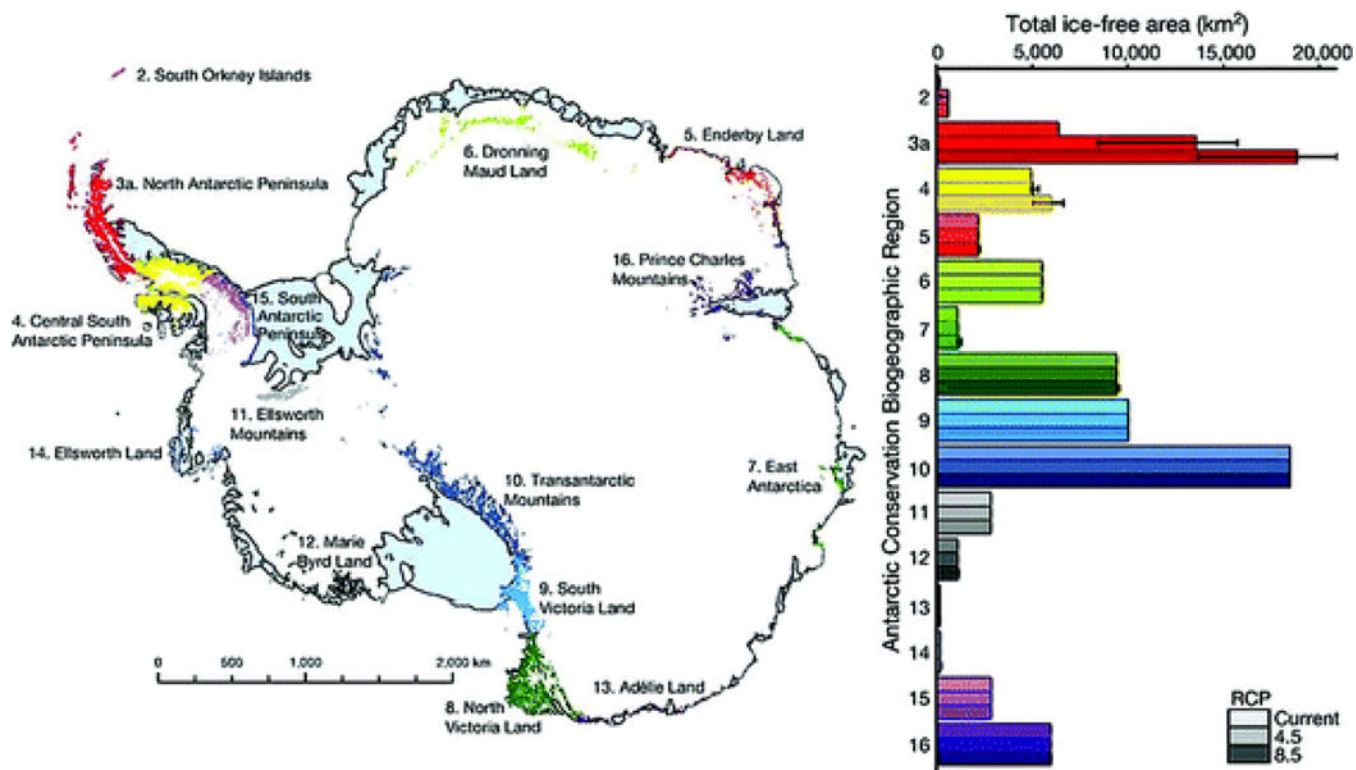 2. South Orkney Islands
3a. North Antarctic Peninsula
6. Dronning
Maud Land
5. Enderby Land
16. Prince Charles
Mountains
15. South
Antarctic
Peninsula
4. Central South
Antarctic Peninsula
11. Ellsworth
Mountains
14. Ellsworth Land
10. Transantarctic
Mountains
7. East
Antarctica
12. Marie
Byrd Land
9. South
Victoria Land
0 500 1,000 2,000 km
8. North
Victoria Land
13. Adélie Land
Total ice-free area (km²)
0 5,000 10,000 15,000 20,000
Antarctic Conservation Biogeographic Region
2
3a
4
5
6
7
8
9
10
11
12
13
14
15
16
RCP
Current
4.5
8.5